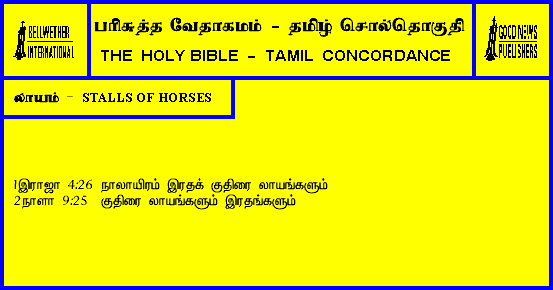 BELLWETHER
INTERNATIONAL
பரிசுத்த வேதாகமம் - தமிழ் சொல்தொகுதி
THE HOLY BIBLE - TAMIL CONCORDANCE
GOOD NEWS
PUBLISHERS
லாயம் - STALLS OF HORSES
1இராஜா 4:26 நாலாயிரம் இரதக் குதிரை லாயங்களும்
2நாளா 9:25 குதிரை லாயங்களும் இரதங்களும்